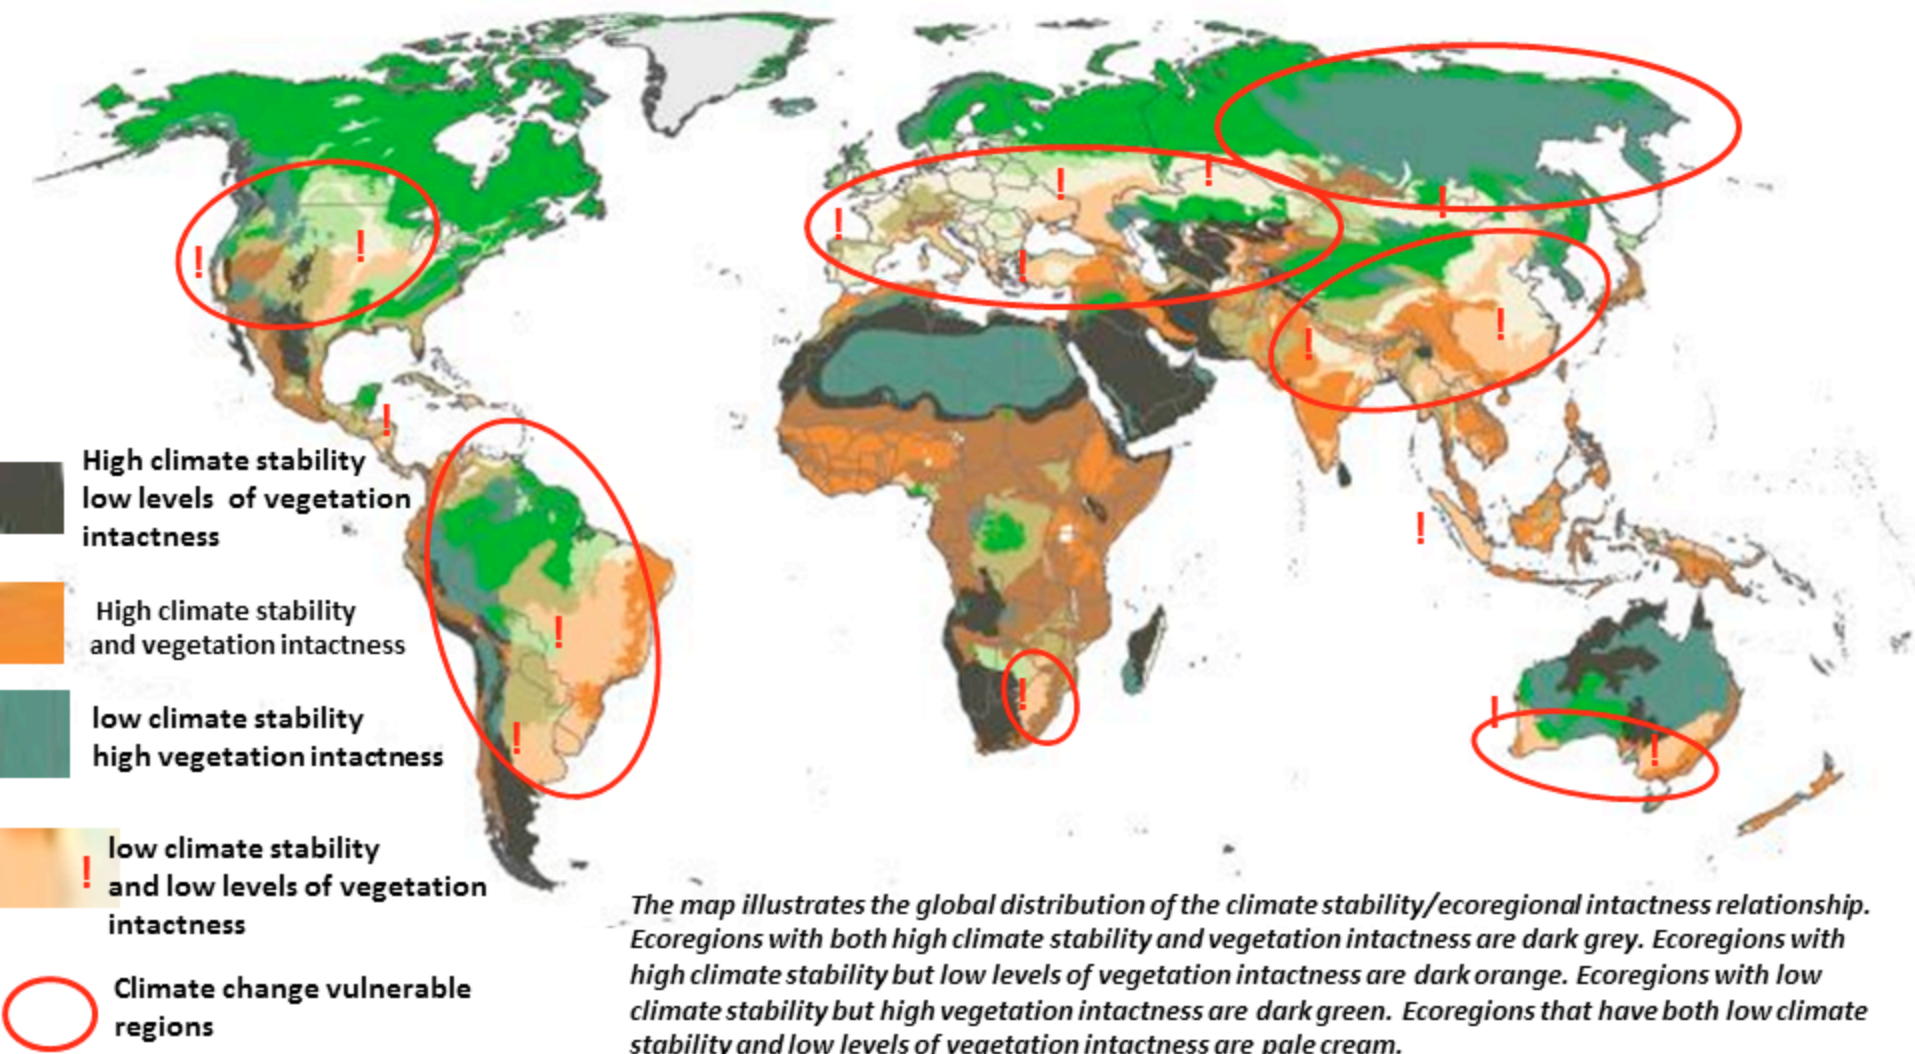 High climate stability
low levels of vegetation
intactness
High climate stability
and vegetation intactness
low climate stability
high vegetation intactness
! low climate stability
and low levels of vegetation
intactness
Climate change vulnerable
regions
The map illustrates the global distribution of the climate stability/ecoregional intactness relationship.
Ecoregions with both high climate stability and vegetation intactness are dark grey. Ecoregions with
high climate stability but low levels of vegetation intactness are dark orange. Ecoregions with low
climate stability but high vegetation intactness are dark green. Ecoregions that have both low climate
stability and low levels of vegetation intactness are pale cream.